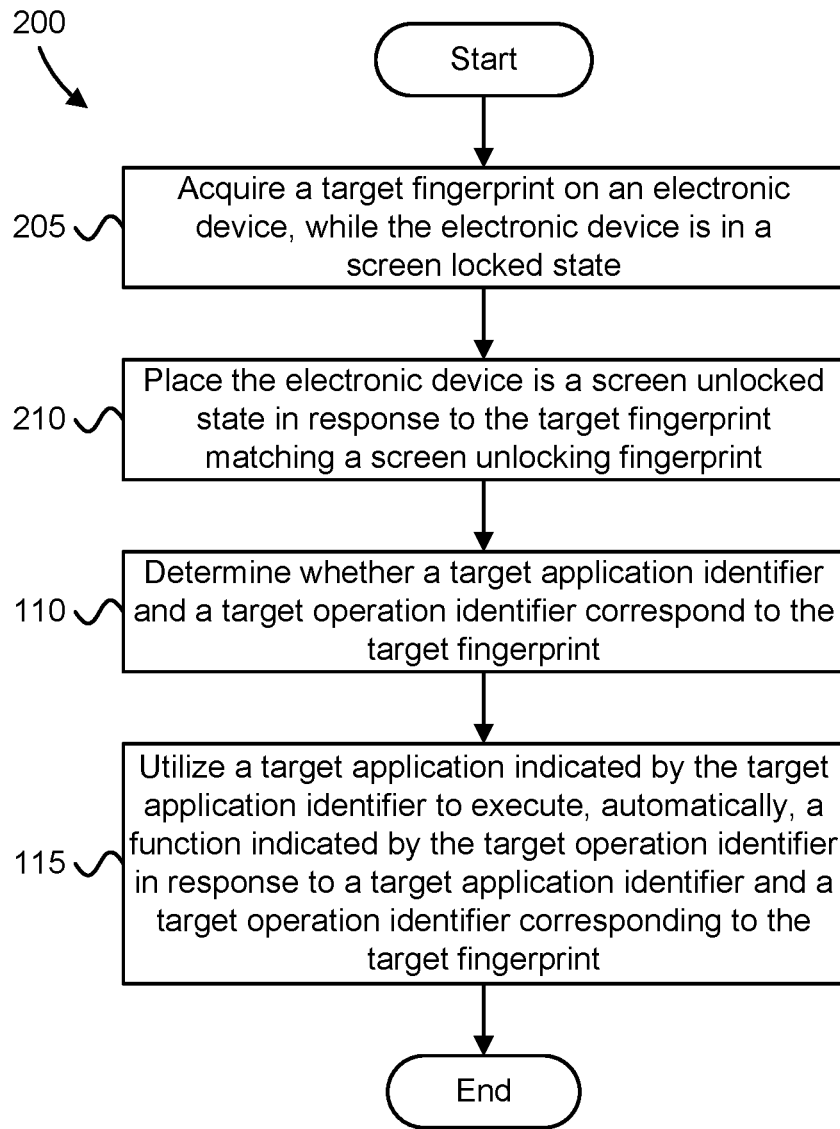 200
Start
205
Acquire a target fingerprint on an electronic
device, while the electronic device is in a
screen locked state
210
Place the electronic device is a screen unlocked
state in response to the target fingerprint
matching a screen unlocking fingerprint
110
Determine whether a target application identifier
and a target operation identifier correspond to the
target fingerprint
115
Utilize a target application indicated by the target
application identifier to execute, automatically, a
function indicated by the target operation identifier
in response to a target application identifier and a
target operation identifier corresponding to the
target fingerprint
End